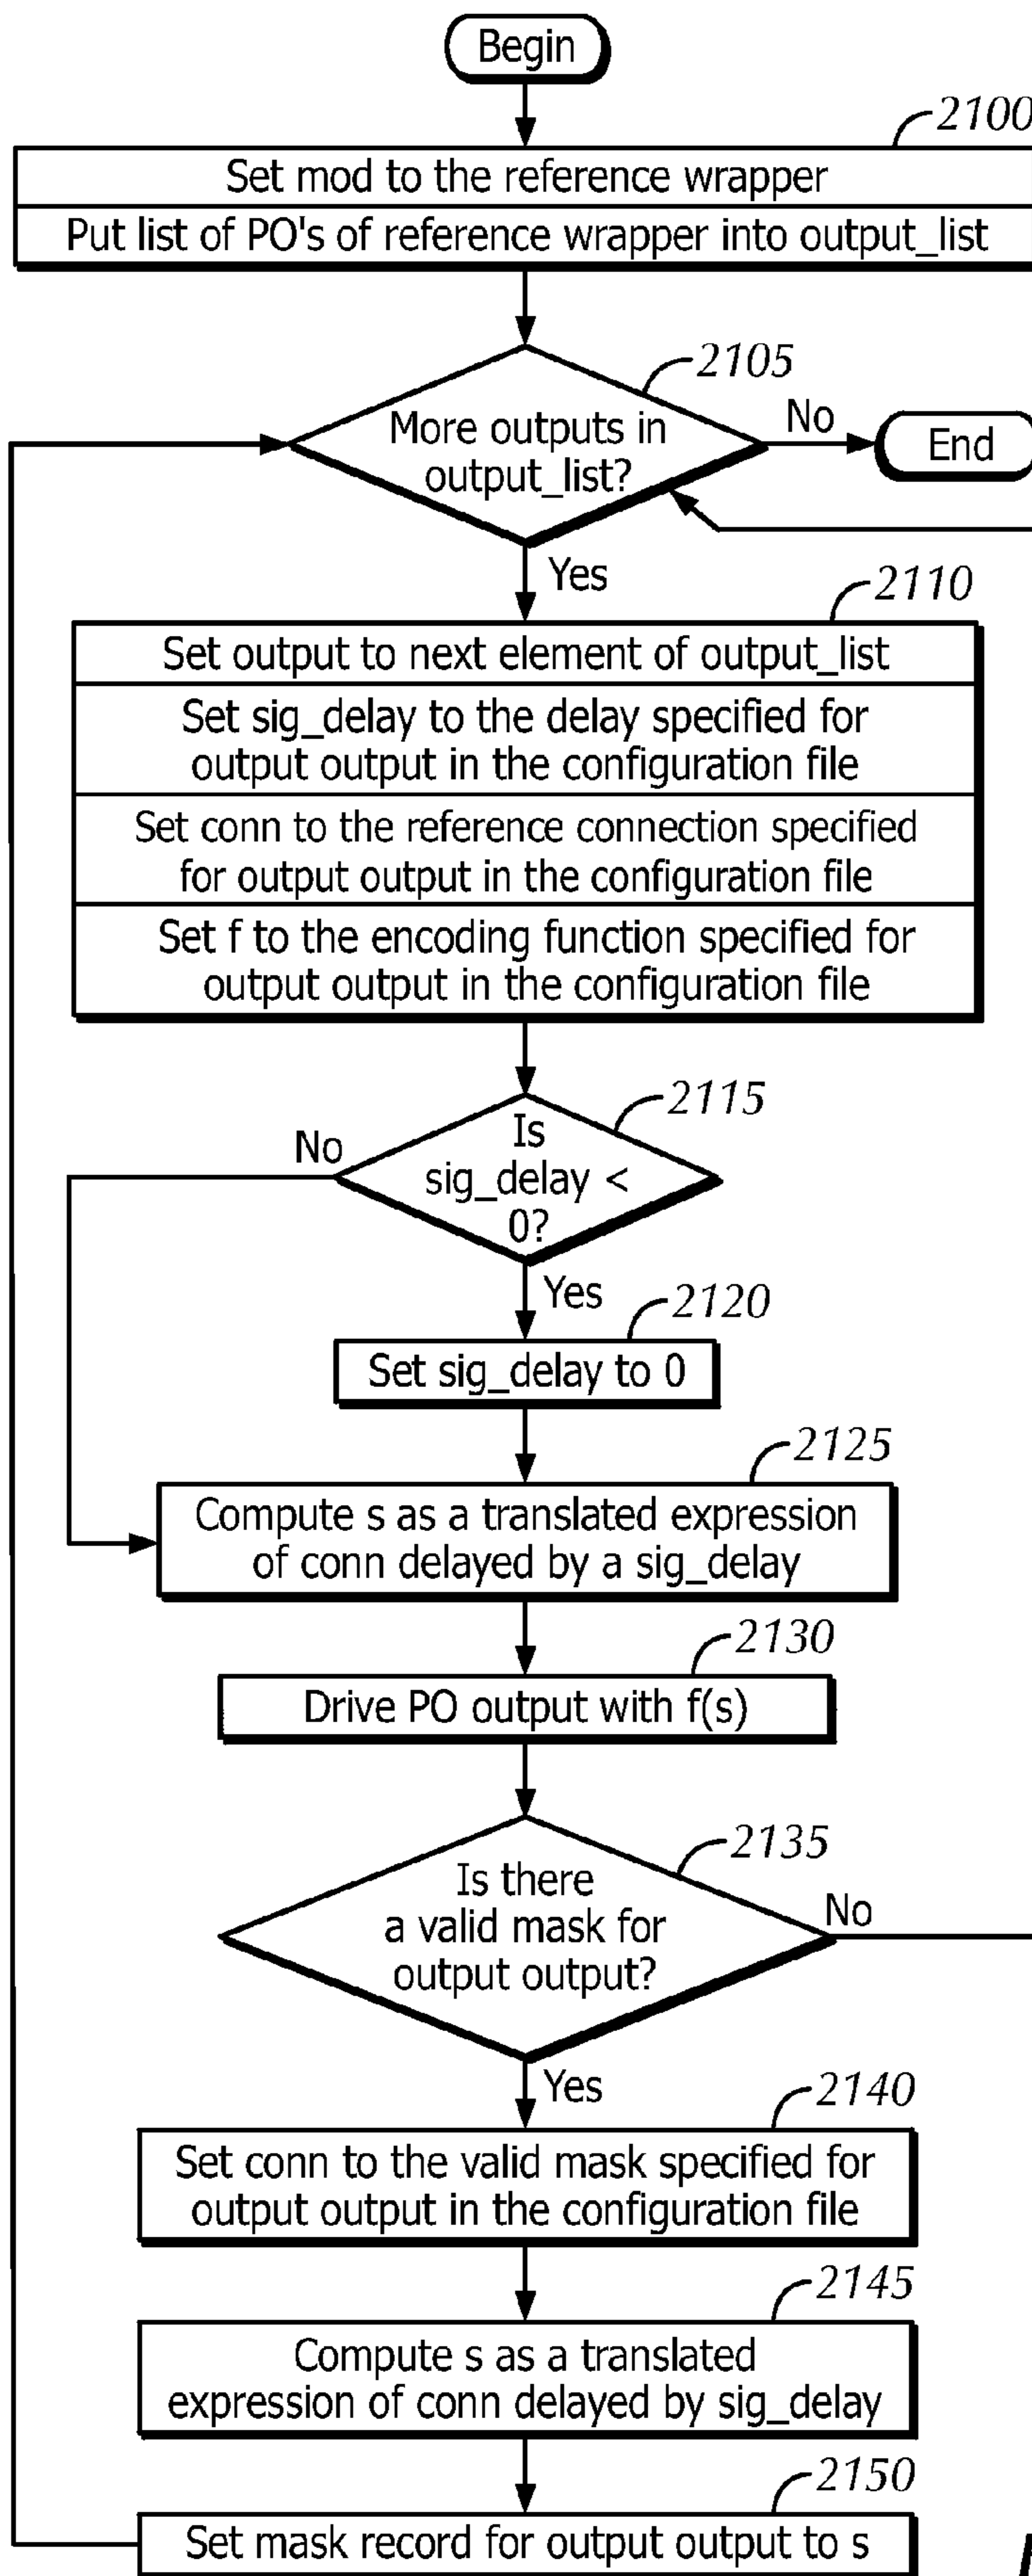 Begin
2100
Set mod to the reference wrapper
Put list of PO's of reference wrapper into output_list
2105
More outputs in
output_list?
No
End
Yes
2110
Set output to next element of output_list
Set sig_delay to the delay specified for
output output in the configuration file
Set conn to the reference connection specified
for output output in the configuration file
Set f to the encoding function specified for
output output in the configuration file
2115
Is
sig_delay <
0?
No
Yes
2120
Set sig_delay to 0
2125
Compute s as a translated expression
of conn delayed by a sig_delay
2130
Drive PO output with f(s)
2135
Is there
a valid mask for
output output?
No
Yes
2140
Set conn to the valid mask specified for
output output in the configuration file
2145
Compute s as a translated
expression of conn delayed by sig_delay
2150
Set mask record for output output to s